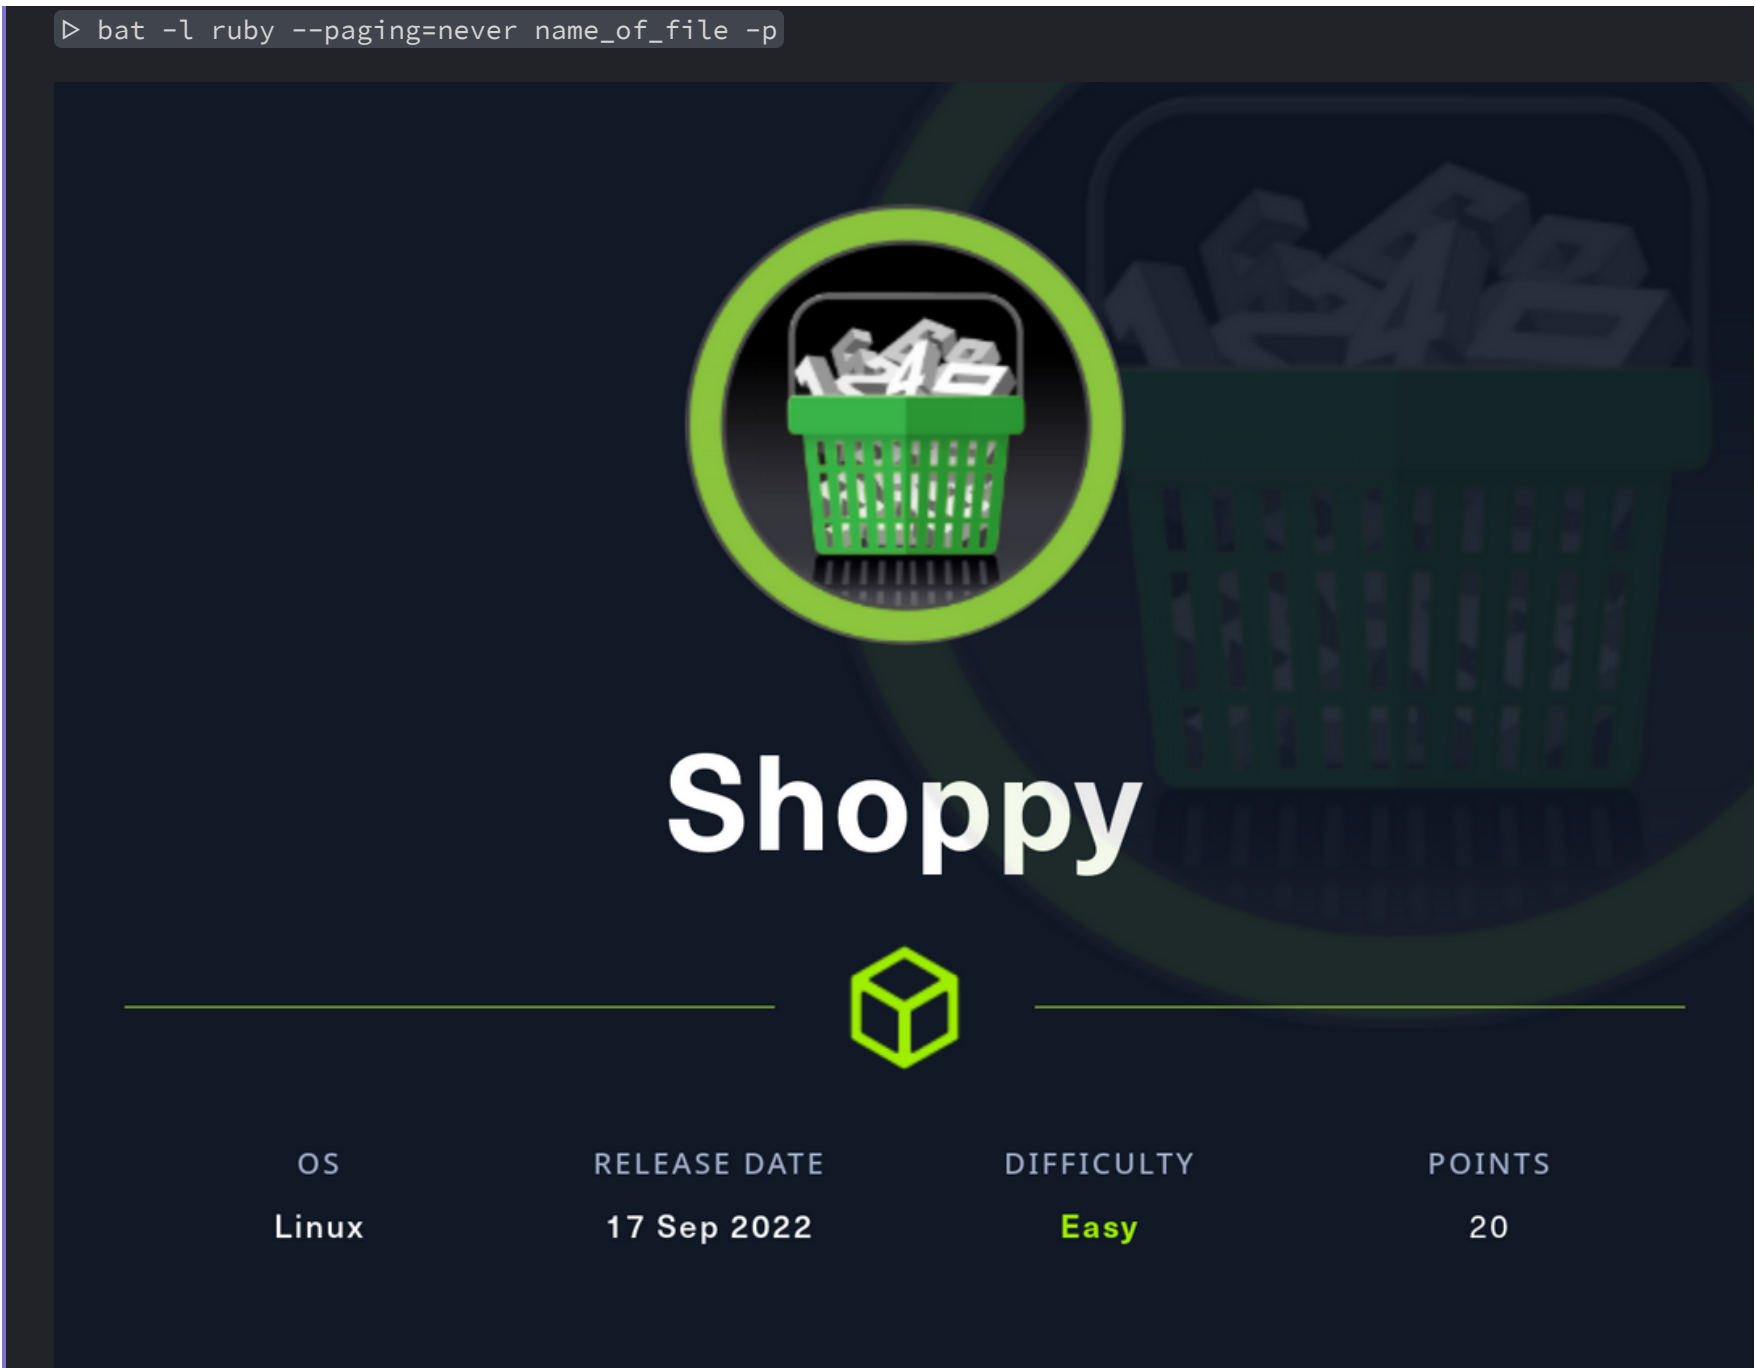 ▷ bat -l ruby --paging=never name_of_file -p
Shoppy
OS RELEASE DATE DIFFICULTY POINTS
Linux 17 Sep 2022 Easy 20